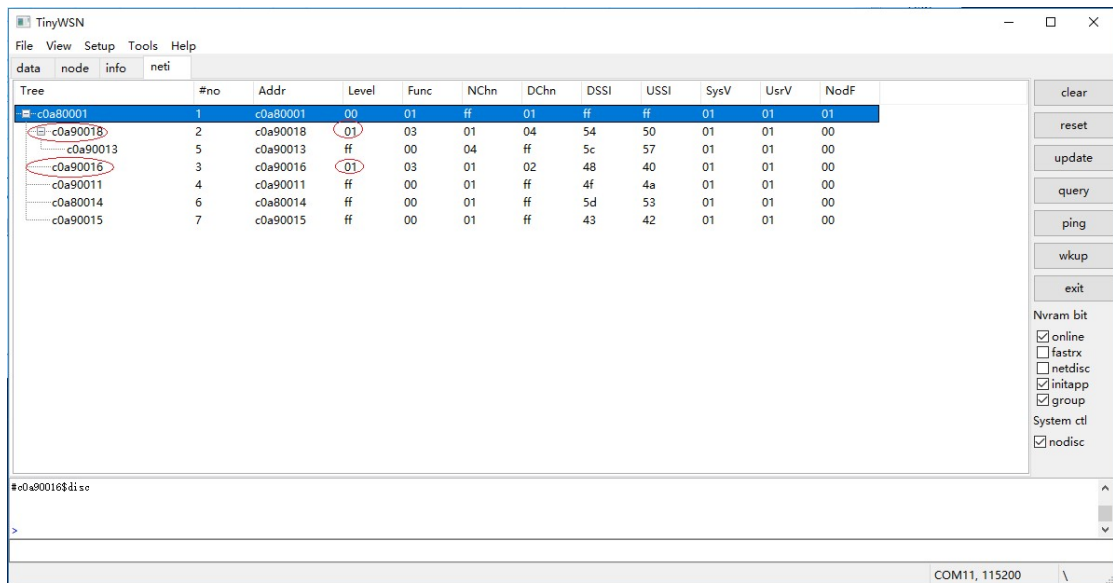 TinyWSN
File View Setup Tools Help
data node info neti
Tree #no Addr Level Func NChn DChn DSSI USSI SysV UsrV NodF
c0a80001 1 c0a80001 00 01 ff 01 ff ff 01 01 01
c0a90018 2 c0a90018 01 03 01 04 54 50 01 01 00
c0a90013 5 c0a90013 ff 00 04 ff 5c 57 01 01 00
c0a90016 3 c0a90016 01 03 01 02 48 40 01 01 00
c0a90011 4 c0a90011 ff 00 01 ff 4f 4a 01 01 00
c0a80014 6 c0a80014 ff 00 01 ff 5d 53 01 01 00
c0a90015 7 c0a90015 ff 00 01 ff 43 42 01 01 00
clear
reset
update
query
ping
wkup
exit
Nvram bit
online
fastrx
netdisc
initapp
group
System ctl
nodisc
#c0a90016$disc
>
COM11, 115200 \